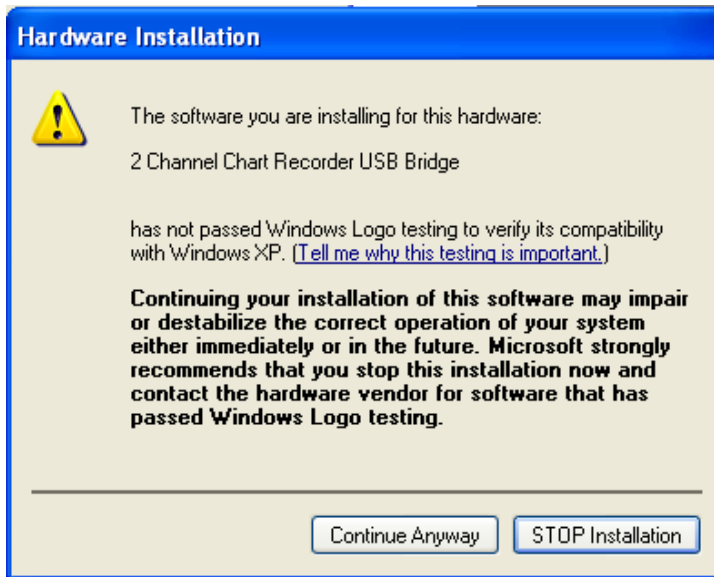 Hardware Installation
The software you are installing for this hardware:
2 Channel Chart Recorder USB Bridge
has not passed Windows Logo testing to verify its compatibility
with Windows XP. (Tell me why this testing is important.)
Continuing your installation of this software may impair
or destabilize the correct operation of your system
either immediately or in the future. Microsoft strongly
recommends that you stop this installation now and
contact the hardware vendor for software that has
passed Windows Logo testing.
Continue Anyway
STOP Installation